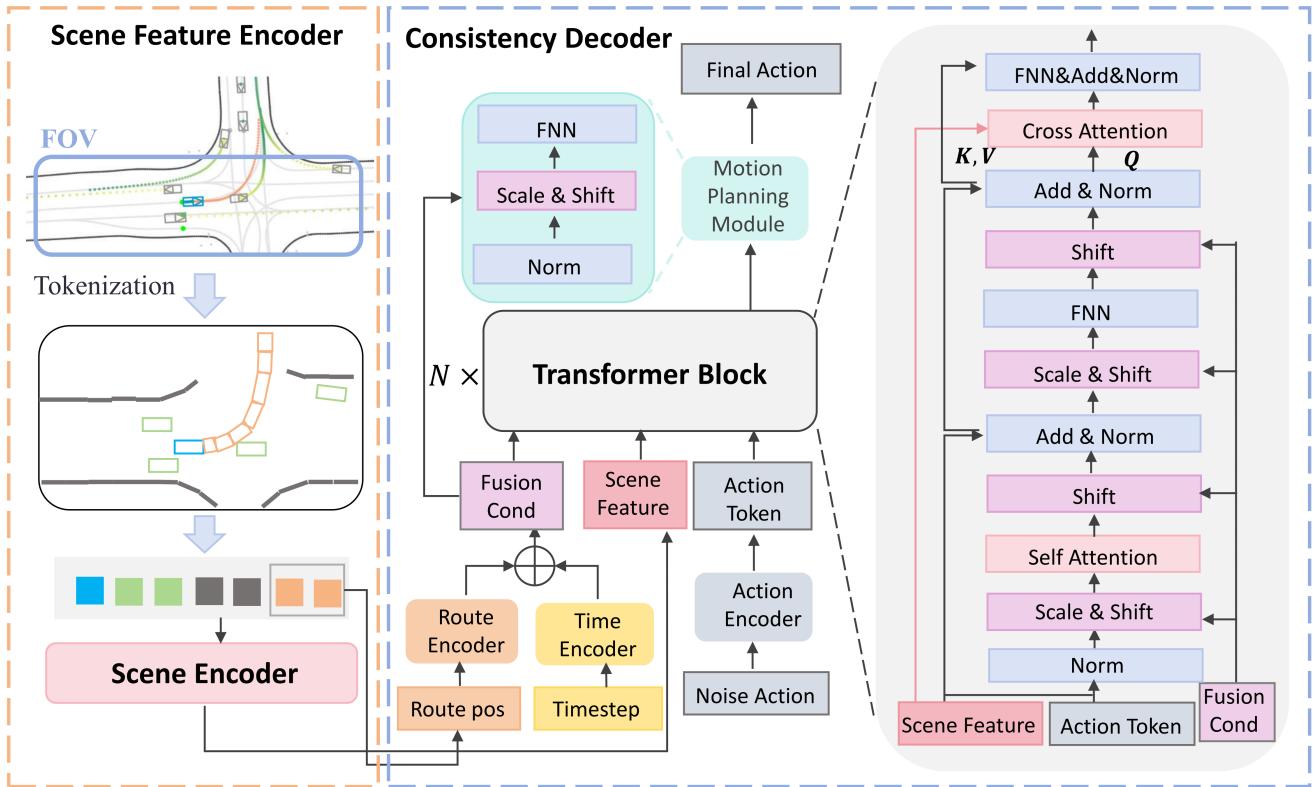 Scene Feature Encoder
FOV
Tokenization
Scene Encoder
Consistency Decoder
Final Action
FNN
Scale & Shift
Norm
Motion
Planning
Module
N ×
Transformer Block
Fusion
Cond
Scene
Feature
Action
Token
Route
Encoder
Time
Encoder
Action
Encoder
Route pos
Timestep
Noise Action
FNN&Add&Norm
Cross Attention
K, V
Q
Add & Norm
Shift
FNN
Scale & Shift
Add & Norm
Shift
Self Attention
Scale & Shift
Norm
Scene Feature
Action Token
Fusion
Cond